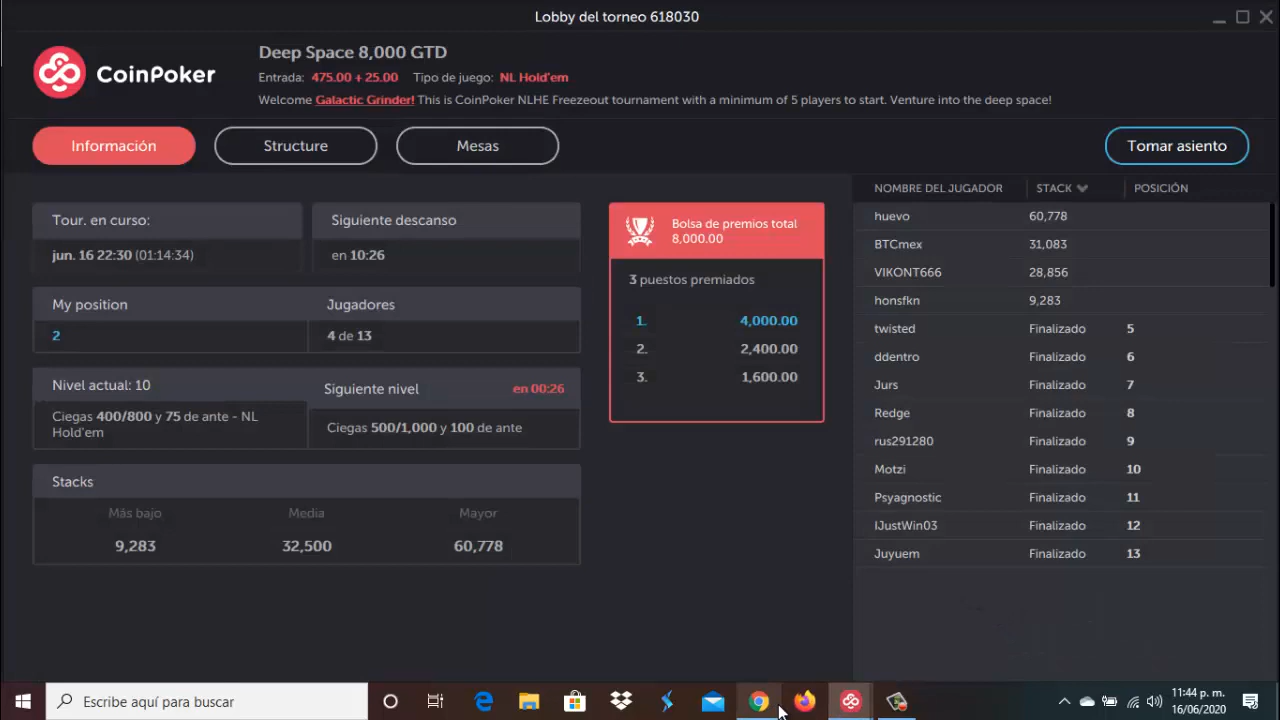 Lobby del torneo 618030
CoinPoker
Deep Space 8,000 GTD
Entrada: 475.00 + 25.00 Tipo de juego: NL Hold'em
Welcome Galactic Grinder! This is CoinPoker NLHE Freezeout tournament with a minimum of 5 players to start. Venture into the deep space!
Información Structure Mesas Tomar asiento
Tour. en curso:
jun. 16 22:30 (01:14:34)
Siguiente descanso
en 10:26
My position
2
Jugadores
4 de 13
Nivel actual: 10
Ciegas 400/800 y 75 de ante - NL
Hold'em
Siguiente nivel en 00:26
Ciegas 500/1,000 y 100 de ante
Stacks
Más bajo Media Mayor
9,283 32,500 60,778
Bolsa de premios total
8,000.00
3 puestos premiados
1. 4,000.00
2. 2,400.00
3. 1,600.00
NOMBRE DEL JUGADOR STACK POSICIÓN
huevo 60,778
BTCmex 31,083
VIKONT666 28,856
honsfkn 9,283
twisted Finalizado 5
ddentro Finalizado 6
Jurs Finalizado 7
Redge Finalizado 8
rus291280 Finalizado 9
Motzi Finalizado 10
Psyagnostic Finalizado 11
IJustWin03 Finalizado 12
Juyuem Finalizado 13
Escribe aquí para buscar
11:44 p. m.
16/06/2020